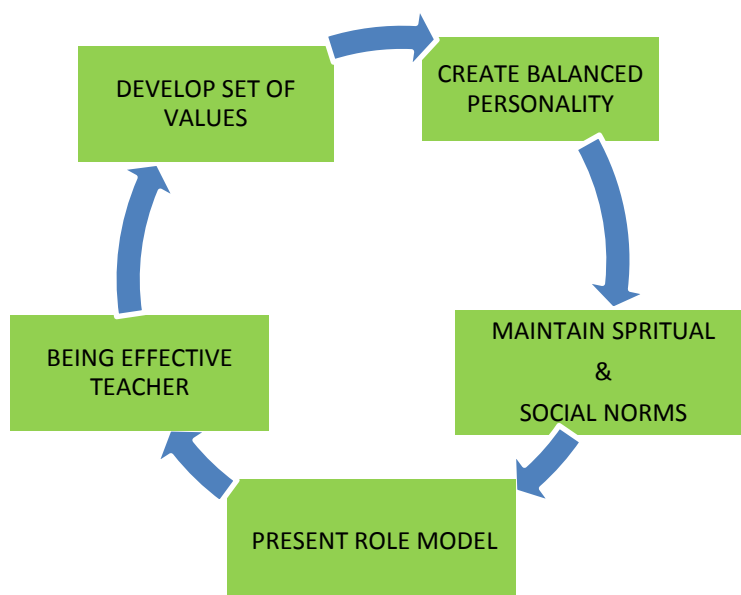 DEVELOP SET OF
VALUES
CREATE BALANCED
PERSONALITY
MAINTAIN SPRITUAL
&
SOCIAL NORMS
PRESENT ROLE MODEL
BEING EFFECTIVE
TEACHER